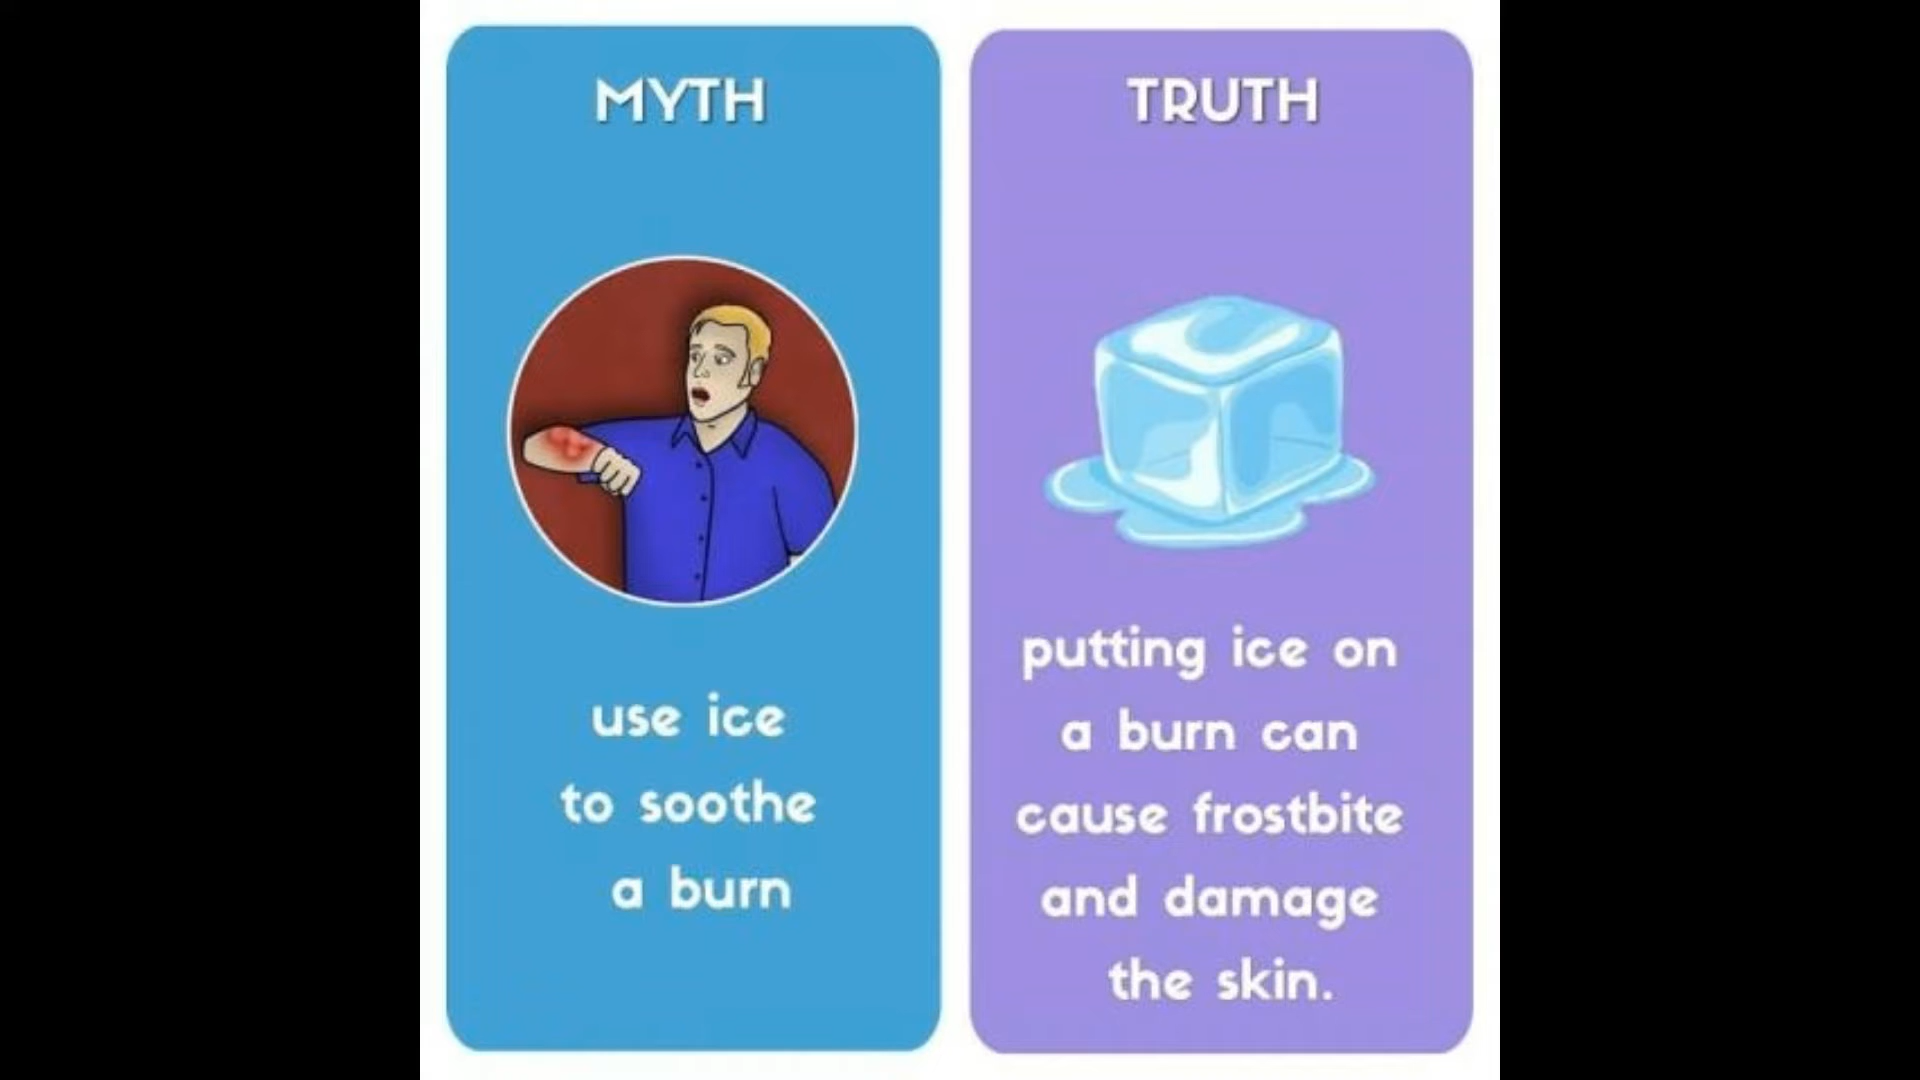 MYTH
use ice
to soothe
a burn
TRUTH
putting ice on
a burn can
cause frostbite
and damage
the skin.